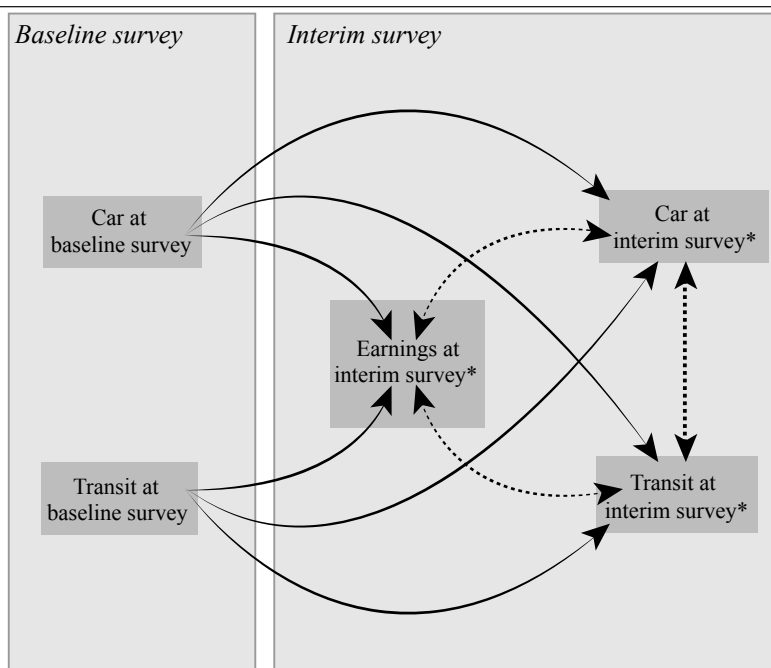 Baseline survey
Interim survey
Car at
baseline survey
Car at
interim survey*
Earnings at
interim survey*
Transit at
baseline survey
Transit at
interim survey*